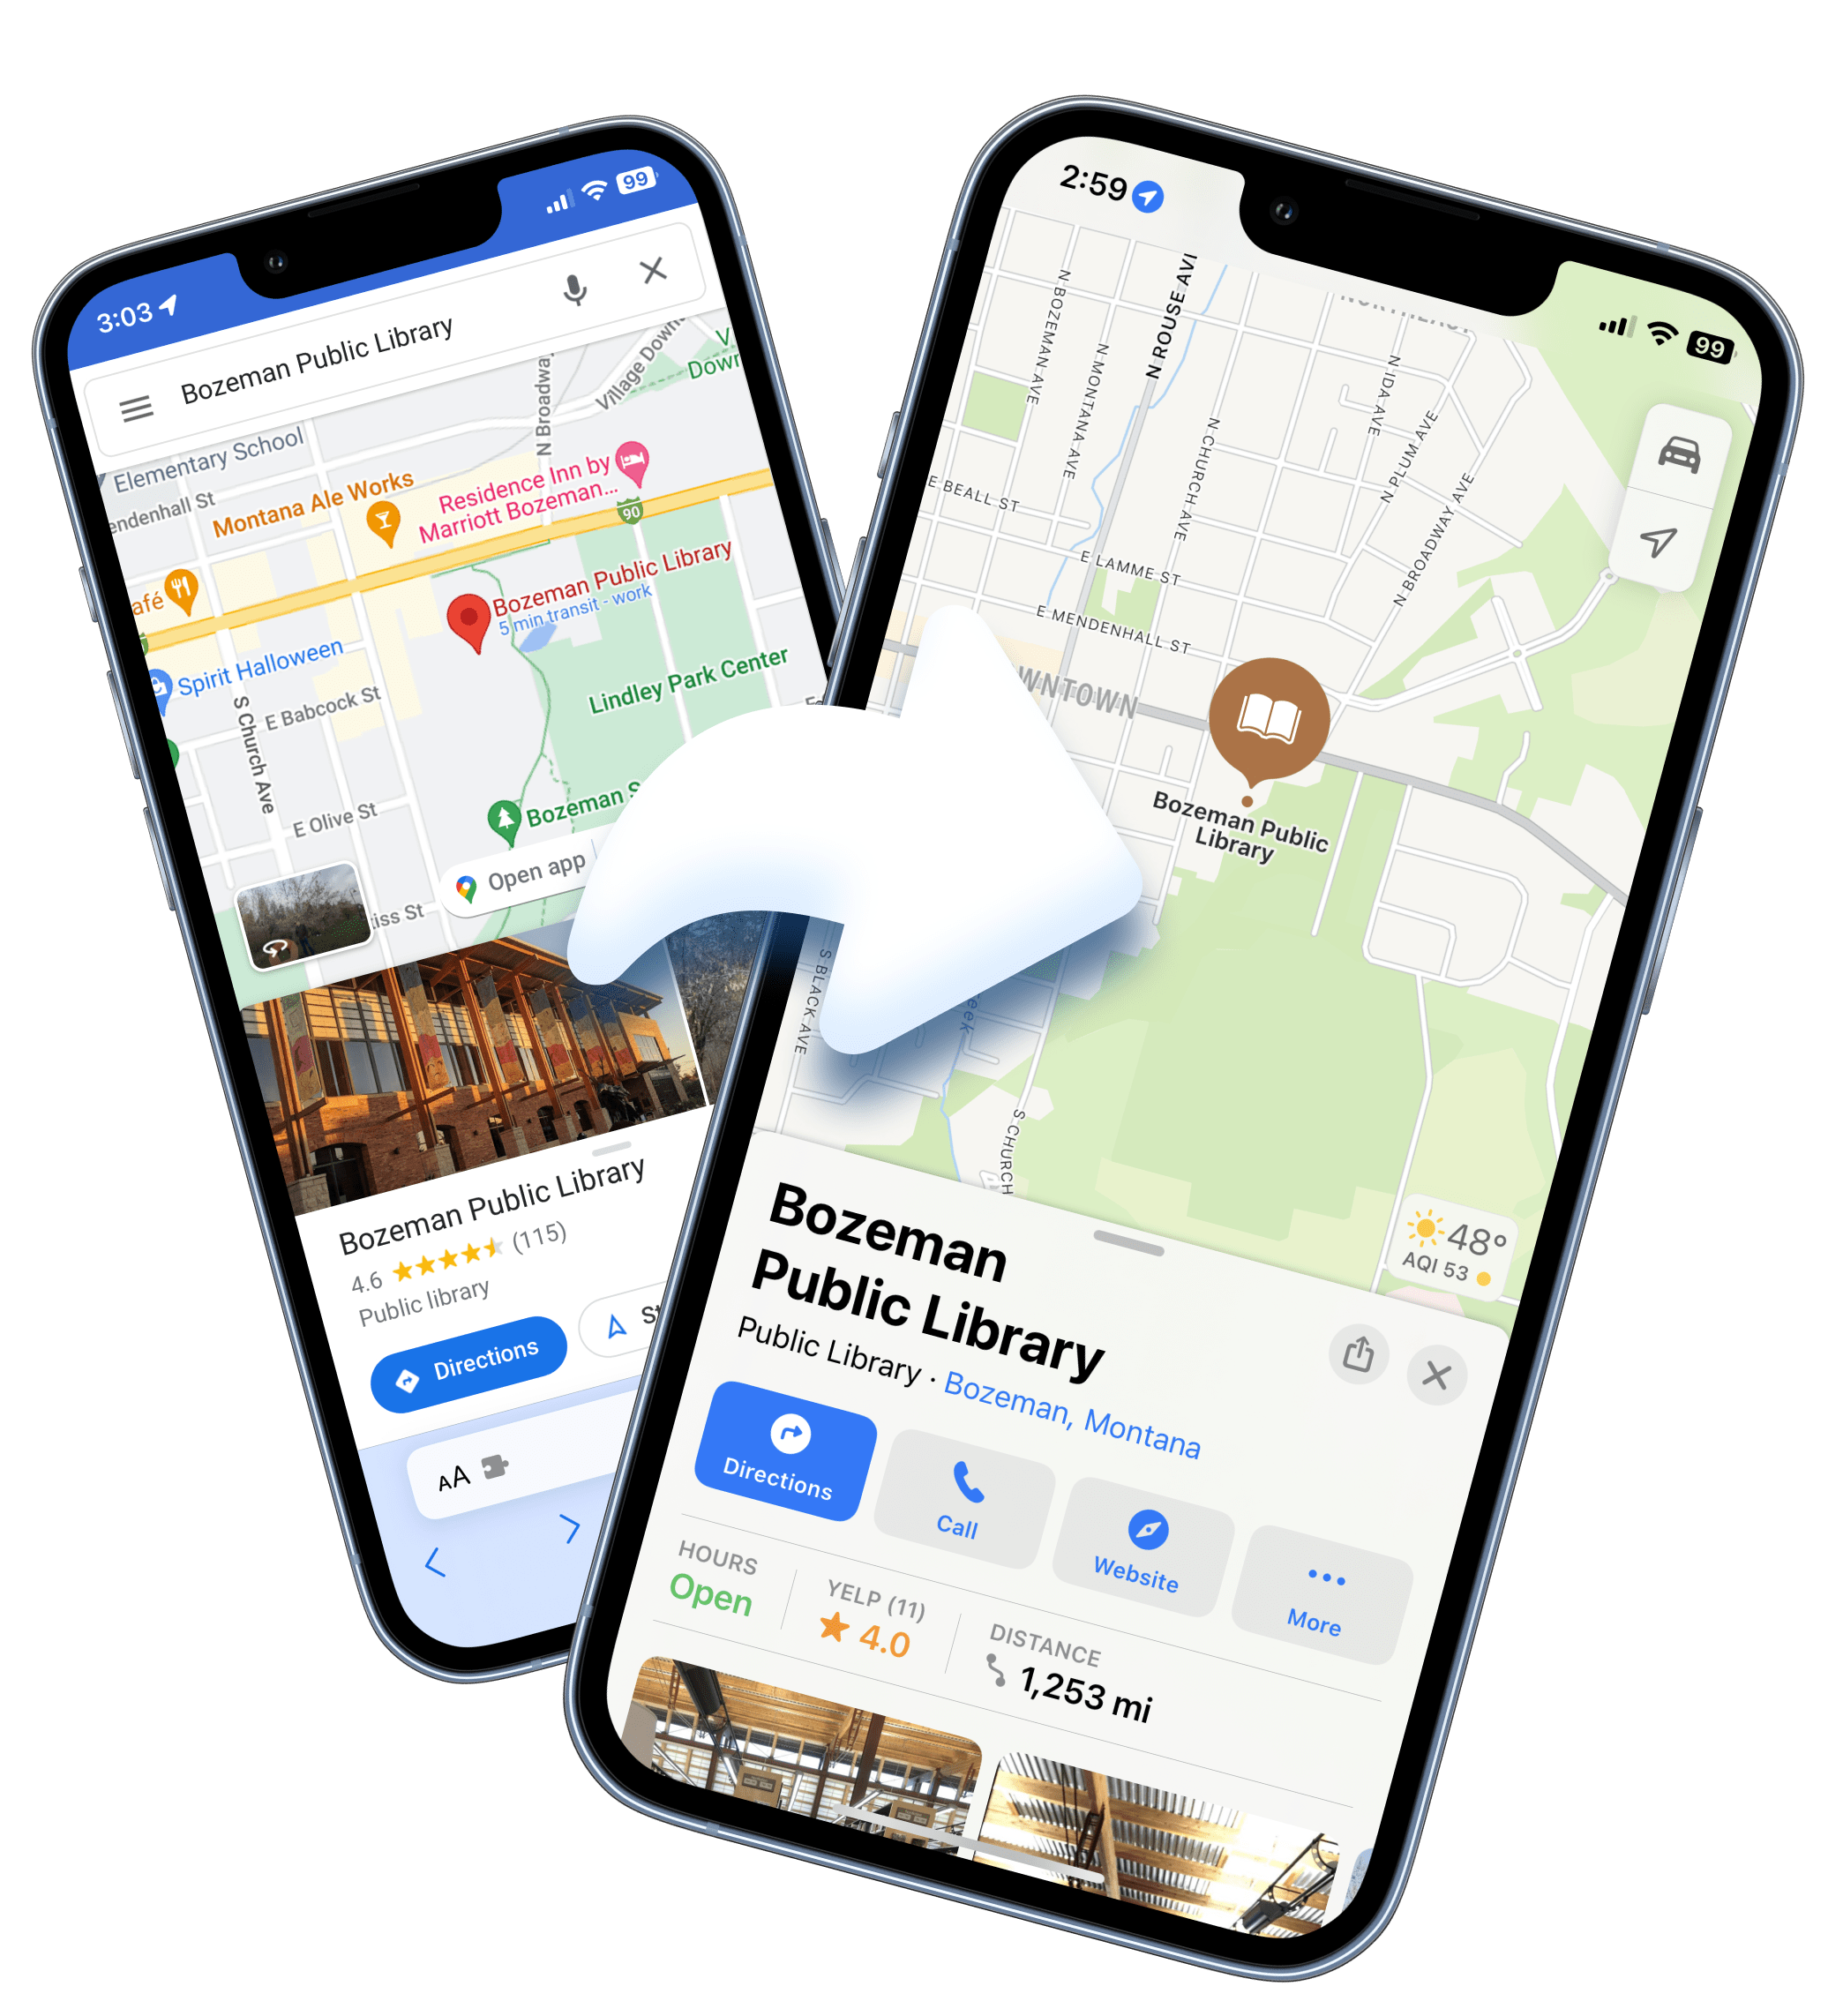 3:03
99
Bozeman Public Library
Elementary School
endenhall St
Montana Ale Works
N Broadway
Village Down
Down
Residence Inn by
Marriott Bozeman...
90
afé
Bozeman Public Library
5 min transit - work
Spirit Halloween
Lindley Park Center
E Babcock St
S Church Ave
E Olive St
Bozeman S
Open app
iss St
Bozeman Public Library
4.6 (115)
Public library
Directions
St
AA
2:59
99
N BOZEMAN AVE
N MONTANA AVE
N ROUSE AVE
N CHURCH AVE
NORTHEAST
N IDA AVE
N PLUM AVE
N BROADWAY AVE
E BEALL ST
E LAMME ST
E MENDENHALL ST
WNTOWN
Bozeman Public
Library
S BLACK AVE
eek
S CHURCH
48°
AQI 53
Bozeman
Public Library
Public Library · Bozeman, Montana
Directions
Call
Website
More
HOURS
Open
YELP (11)
4.0
DISTANCE
1,253 mi